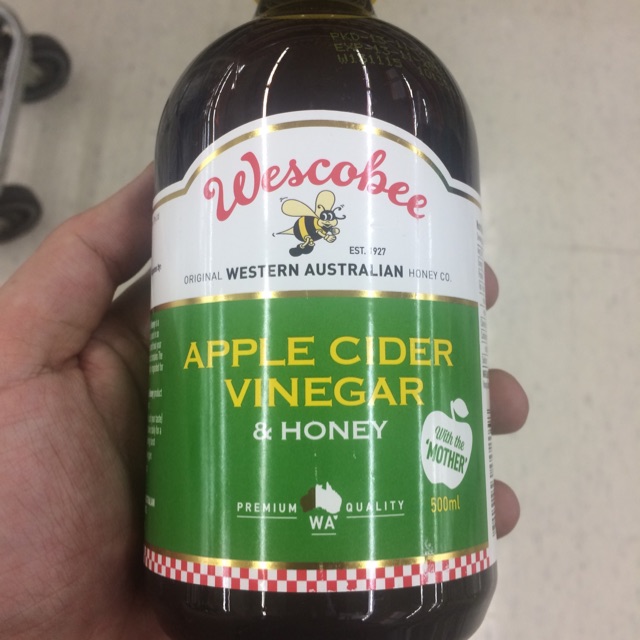 Wescobee
EST. 1927
ORIGINAL WESTERN AUSTRALIAN HONEY CO.
APPLE CIDER
VINEGAR
& HONEY
With the
'MOTHER'
PREMIUM QUALITY
WA
500ml